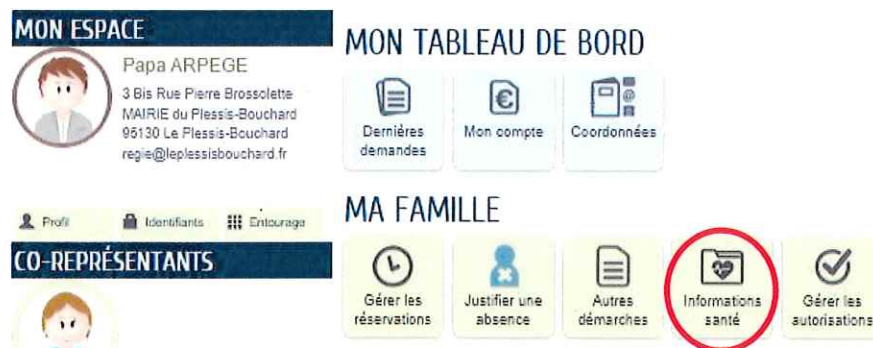 MON ESPACE
Papa ARPEGE
3 Bis Rue Pierre Brossolette
MAIRIE du Plessis-Bouchard
95130 Le Plessis-Bouchard
regie@leplessisbouchard.fr
Profil
Identifiants
Entourage
CO-REPRÉSENTANTS
MON TABLEAU DE BORD
Dernières
demandes
Mon compte
Coordonnées
MA FAMILLE
Gérer les
réservations
Justifier une
absence
Autres
démarches
Informations
santé
Gérer les
autorisations